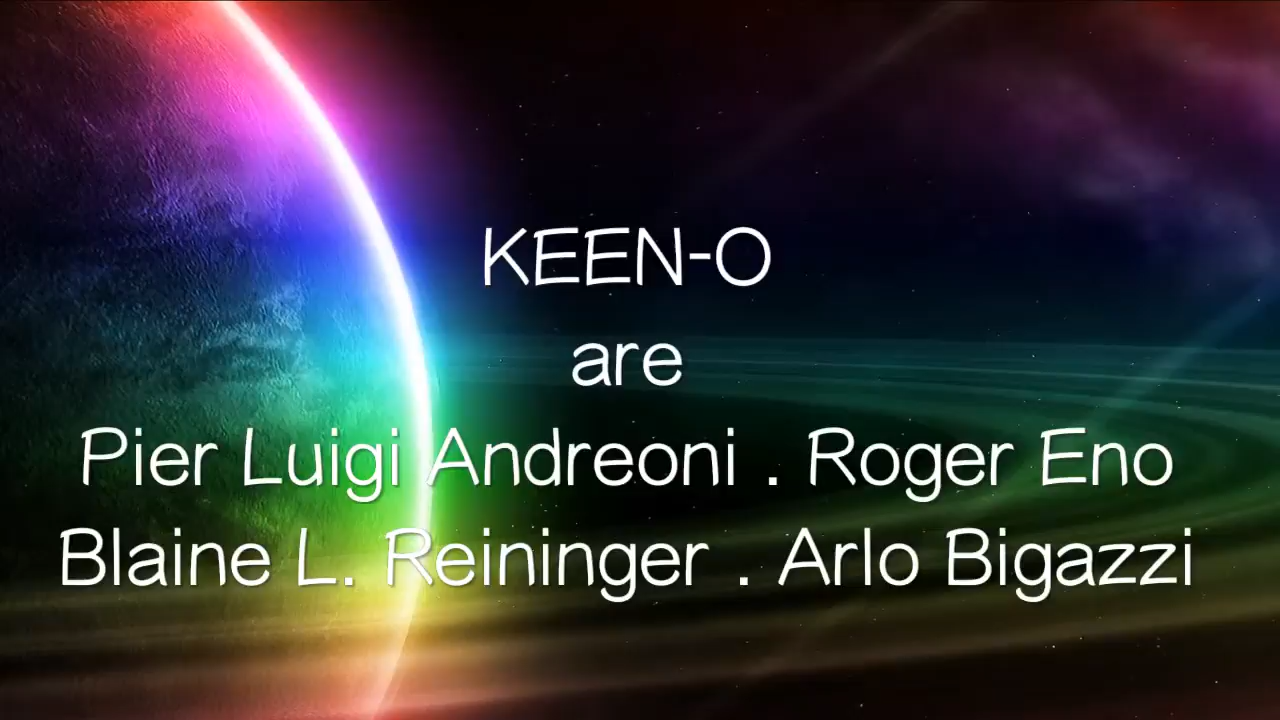 KEEN-O
are
Pier Luigi Andreoni . Roger Eno
Blaine L. Reininger . Arlo Bigazzi